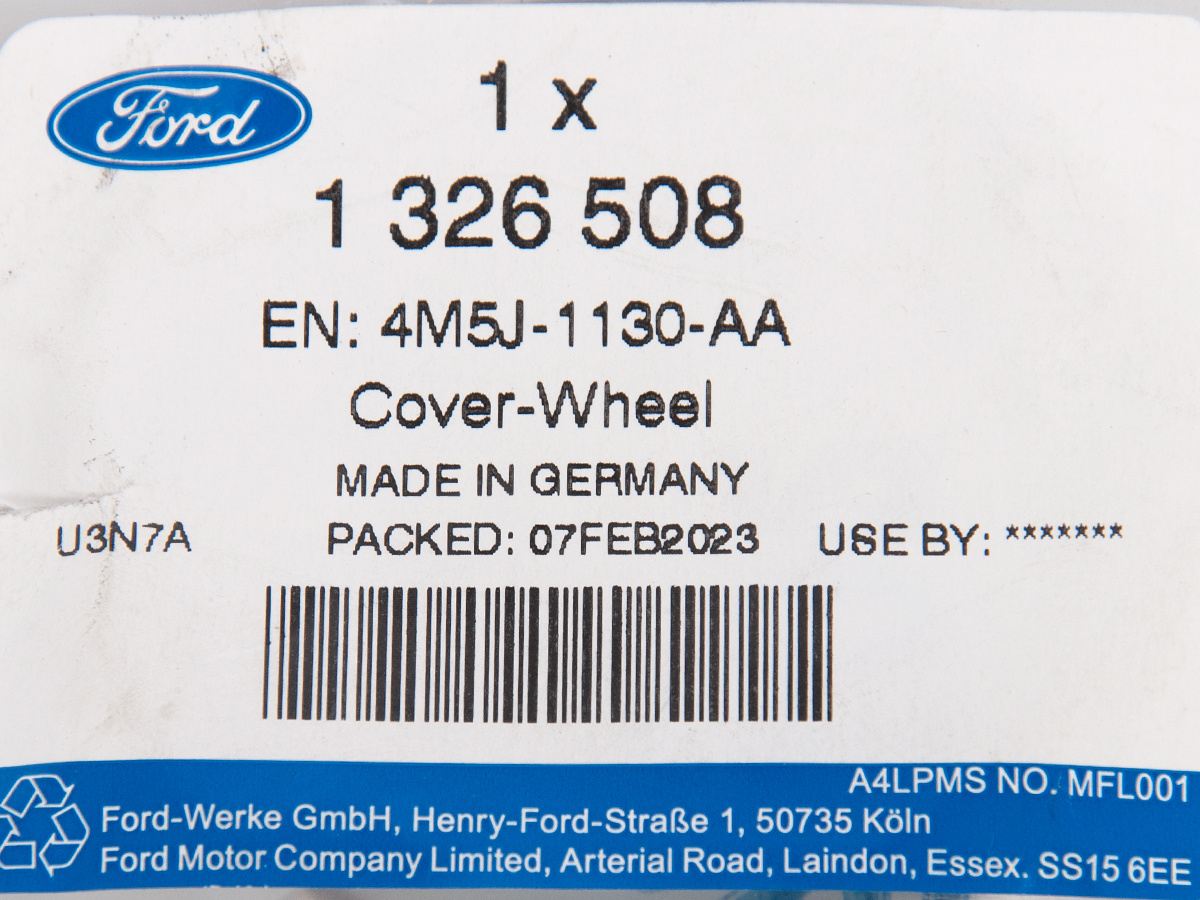 Ford
1 x
1 326 508
EN: 4M5J-1130-AA
Cover-Wheel
MADE IN GERMANY
U3N7A PACKED: 07FEB2023 USE BY: *******
A4LPMS NO. MFL001
Ford-Werke GmbH, Henry-Ford-Straße 1, 50735 Köln
Ford Motor Company Limited, Arterial Road, Laindon, Essex. SS15 6EE